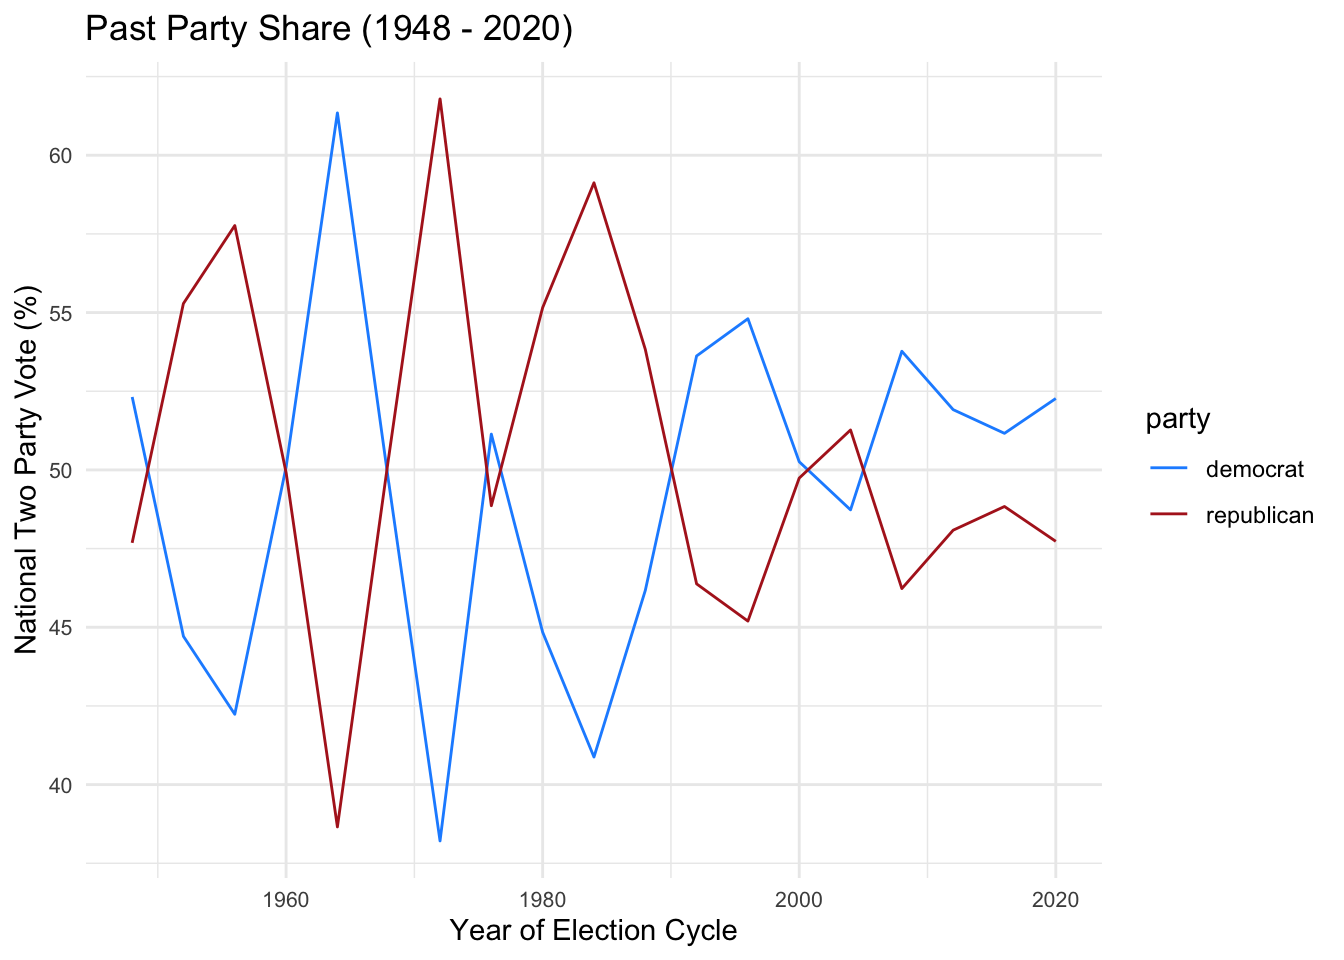 Past Party Share (1948 - 2020)
National Two Party Vote (%)
60
55
50
45
40
1960
1980
2000
2020
Year of Election Cycle
party
democrat
republican